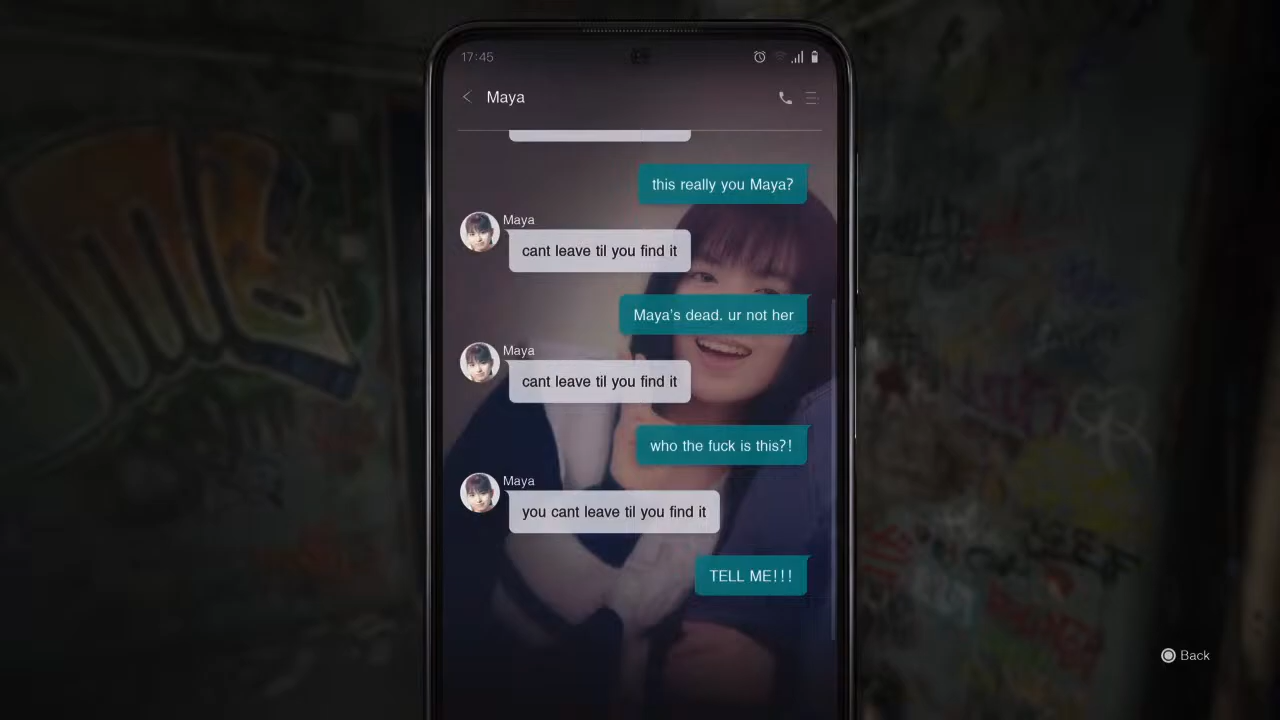 17:45
Maya
this really you Maya?
Maya
cant leave til you find it
Maya's dead. ur not her
Maya
cant leave til you find it
who the fuck is this?!
Maya
you cant leave til you find it
TELL ME!!!
Back